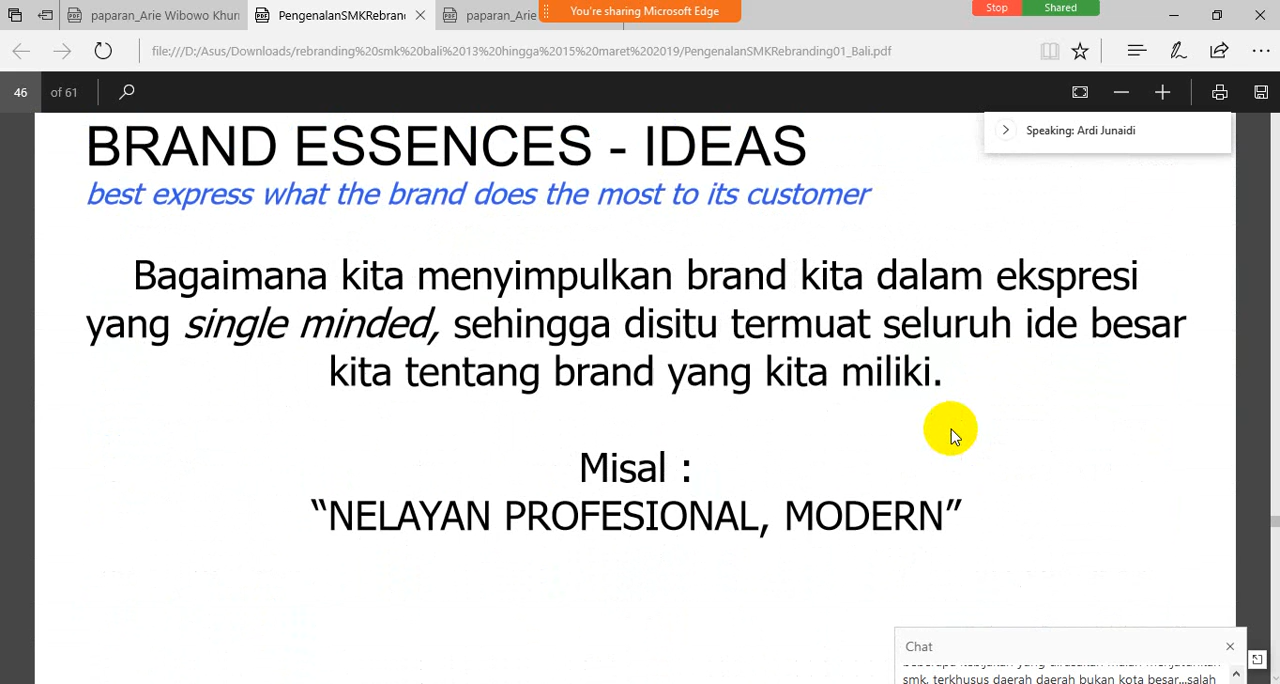 paparan_Arie Wibowo Khuri
PengenalanSMKRebran
paparan_Arie
You're sharing Microsoft Edge
Stop
Shared
file:///D:/Asus/Downloads/rebranding%20smk%20bali%2013%20hingga%2015%20maret%202019/PengenalanSMKRebranding01_Bali.pdf
46 of 61
Speaking: Ardi Junaidi
BRAND ESSENCES - IDEAS
best express what the brand does the most to its customer
Bagaimana kita menyimpulkan brand kita dalam ekspresi
yang single minded, sehingga disitu termuat seluruh ide besar
kita tentang brand yang kita miliki.
Misal :
“NELAYAN PROFESIONAL, MODERN”
Chat
smk, terkhusus daerah daerah bukan kota besar...salah